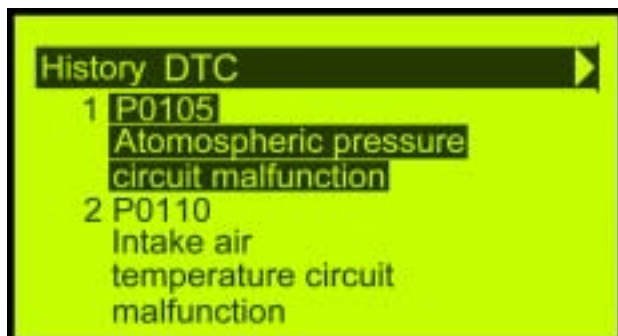 History DTC
1 P0105
Atomospheric pressure
circuit malfunction
2 P0110
Intake air
temperature circuit
malfunction